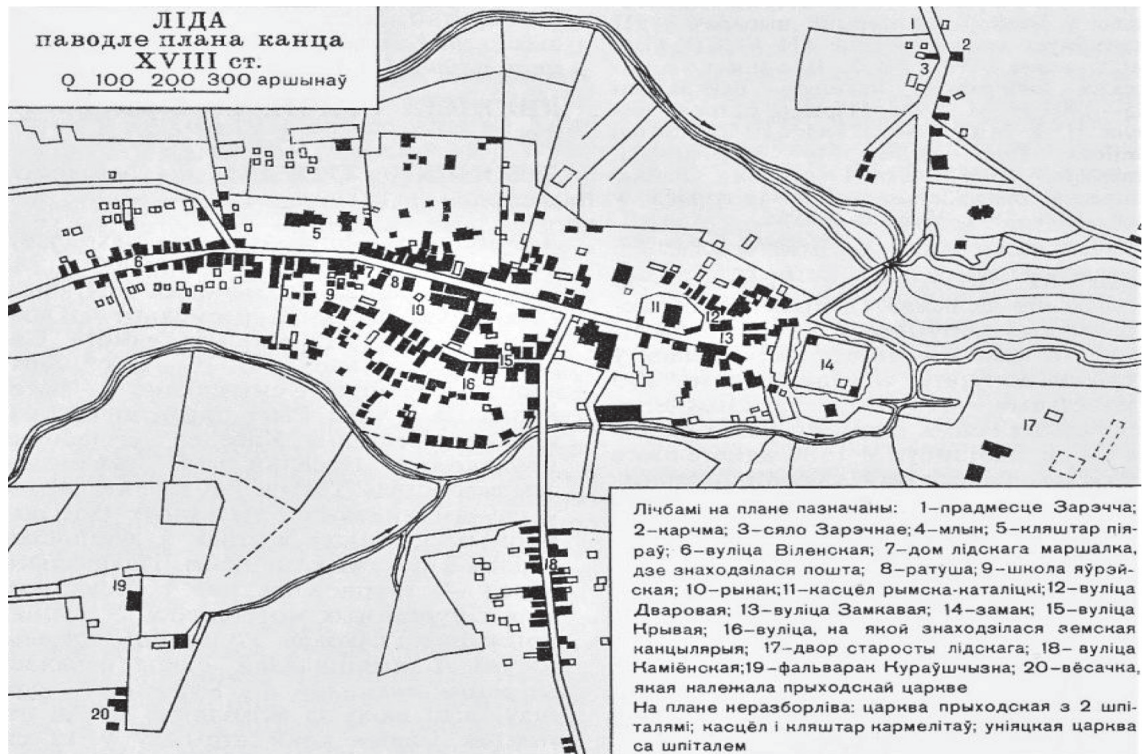 ЛІДА
паводле плана канца
XVIII ст.
0 100 200 300 аршынаў
2
3
4
5
6
7
8
9
10
11
12
13
14
15
16
17
18
19
20
Лічбамі на плане пазначаны: 1–прадмесце Зарэчча;
2–карчма; 3–сяло Зарэчнае; 4–млын; 5–кляштар пія-
раў; 6–вуліца Віленская; 7–дом лідскага маршалка,
дзе знаходзілася пошта; 8–ратуша; 9–школа яўрэй-
ская; 10–рынак; 11–касцёл рымска-каталіцкі; 12–вуліца
Дваровая; 13–вуліца Замкавая; 14–замак; 15–вуліца
Крывая; 16–вуліца, на якой знаходзілася земская
канцылярыя; 17–двор старосты лідскага; 18– вуліца
Каміёнская; 19–фальварак Кураўшчызна; 20–вёсачка,
якая належала прыходскай царкве
На плане неразборліва: царква прыходская з 2 шпі-
талямі; касцёл і кляштар кармелітаў; уніяцкая царква
са шпіталем